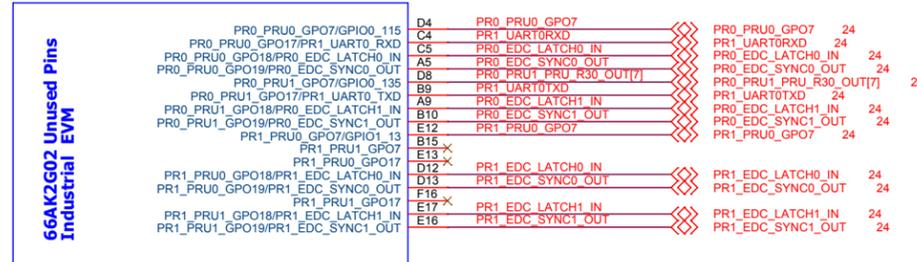 66AK2G02 Unused Pins
Industrial EVM
PR0_PRU0_GPO7/GPIO0_115 D4 PR0_PRU0_GPO7 PR0_PRU0_GPO7 24
PR0_PRU0_GPO17/PR1_UART0_RXD C4 PR1_UART0RXD PR1_UART0RXD 24
PR0_PRU0_GPO18/PR0_EDC_LATCH0_IN C5 PR0_EDC_LATCH0_IN PR0_EDC_LATCH0_IN 24
PR0_PRU0_GPO19/PR0_EDC_SYNC0_OUT A5 PR0_EDC_SYNC0_OUT PR0_EDC_SYNC0_OUT 24
PR0_PRU1_GPO7/GPIO0_135 D8 PR0_PRU1_PRU_R30_OUT[7] PR0_PRU1_PRU_R30_OUT[7] 2
PR0_PRU1_GPO17/PR1_UART0_TXD B9 PR1_UART0TXD PR1_UART0TXD 24
PR0_PRU1_GPO18/PR0_EDC_LATCH1_IN A9 PR0_EDC_LATCH1_IN PR0_EDC_LATCH1_IN 24
PR0_PRU1_GPO19/PR0_EDC_SYNC1_OUT B10 PR0_EDC_SYNC1_OUT PR0_EDC_SYNC1_OUT 24
PR1_PRU0_GPO7/GPIO1_13 E12 PR1_PRU0_GPO7 PR1_PRU0_GPO7 24
PR1_PRU1_GPO7 B15
PR1_PRU0_GPO17 E13
PR1_PRU0_GPO18/PR1_EDC_LATCH0_IN D12 PR1_EDC_LATCH0_IN PR1_EDC_LATCH0_IN 24
PR1_PRU0_GPO19/PR1_EDC_SYNC0_OUT D13 PR1_EDC_SYNC0_OUT PR1_EDC_SYNC0_OUT 24
PR1_PRU1_GPO17 F16
PR1_PRU1_GPO18/PR1_EDC_LATCH1_IN E17 PR1_EDC_LATCH1_IN PR1_EDC_LATCH1_IN 24
PR1_PRU1_GPO19/PR1_EDC_SYNC1_OUT E16 PR1_EDC_SYNC1_OUT PR1_EDC_SYNC1_OUT 24